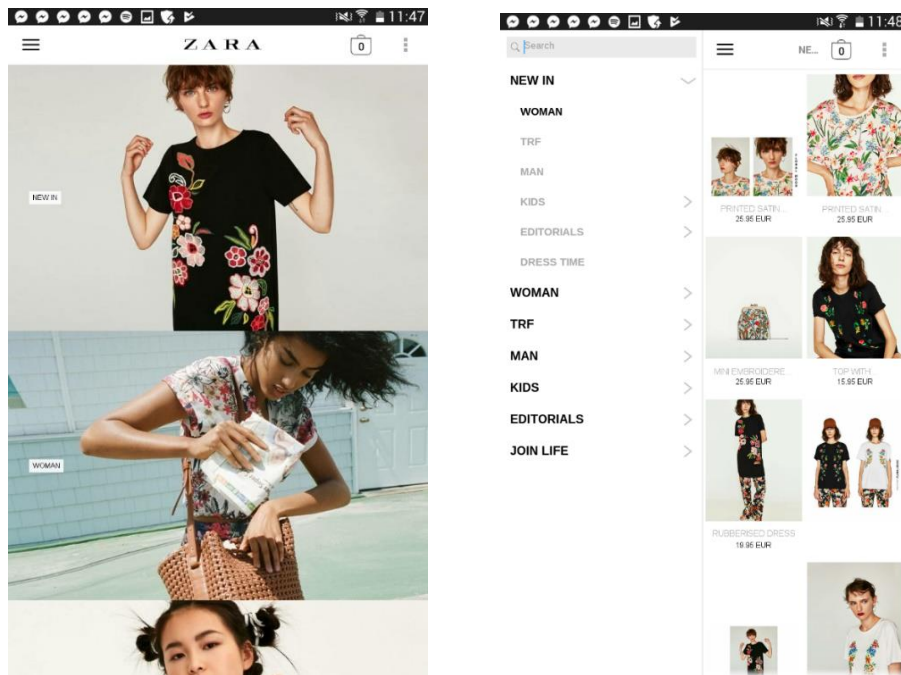 11:47
ZARA
0
NEW IN
WOMAN
11:48
Search
NE...
0
NEW IN
WOMAN
TRF
MAN
KIDS
EDITORIALS
DRESS TIME
WOMAN
TRF
MAN
KIDS
EDITORIALS
JOIN LIFE
PRINTED SATIN ...
25.95 EUR
PRINTED SATIN ...
25.95 EUR
MINI EMBROIDERE...
25.95 EUR
TOP WITH...
15.95 EUR
RUBBERISED DRESS
19.95 EUR